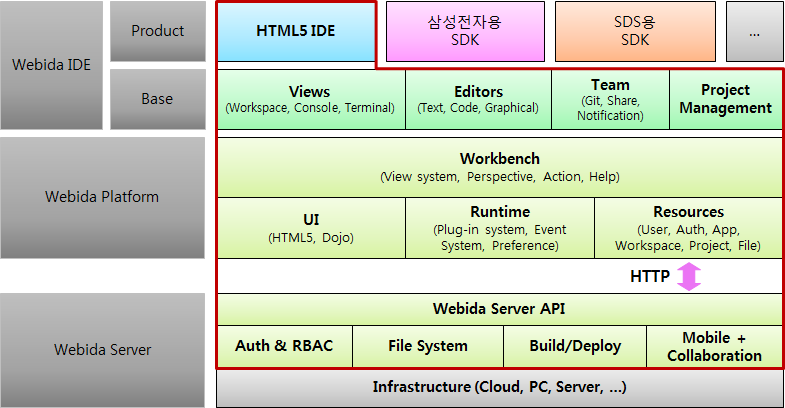 Webida IDE
Product
Base
HTML5 IDE
삼성전자용
SDK
SDS용
SDK
...
Views
(Workspace, Console, Terminal)
Editors
(Text, Code, Graphical)
Team
(Git, Share,
Notification)
Project
Management
Webida Platform
Workbench
(View system, Perspective, Action, Help)
UI
(HTML5, Dojo)
Runtime
(Plug-in system, Event
System, Preference)
Resources
(User, Auth, App,
Workspace, Project, File)
HTTP
Webida Server
Webida Server API
Auth & RBAC
File System
Build/Deploy
Mobile +
Collaboration
Infrastructure (Cloud, PC, Server, ...)